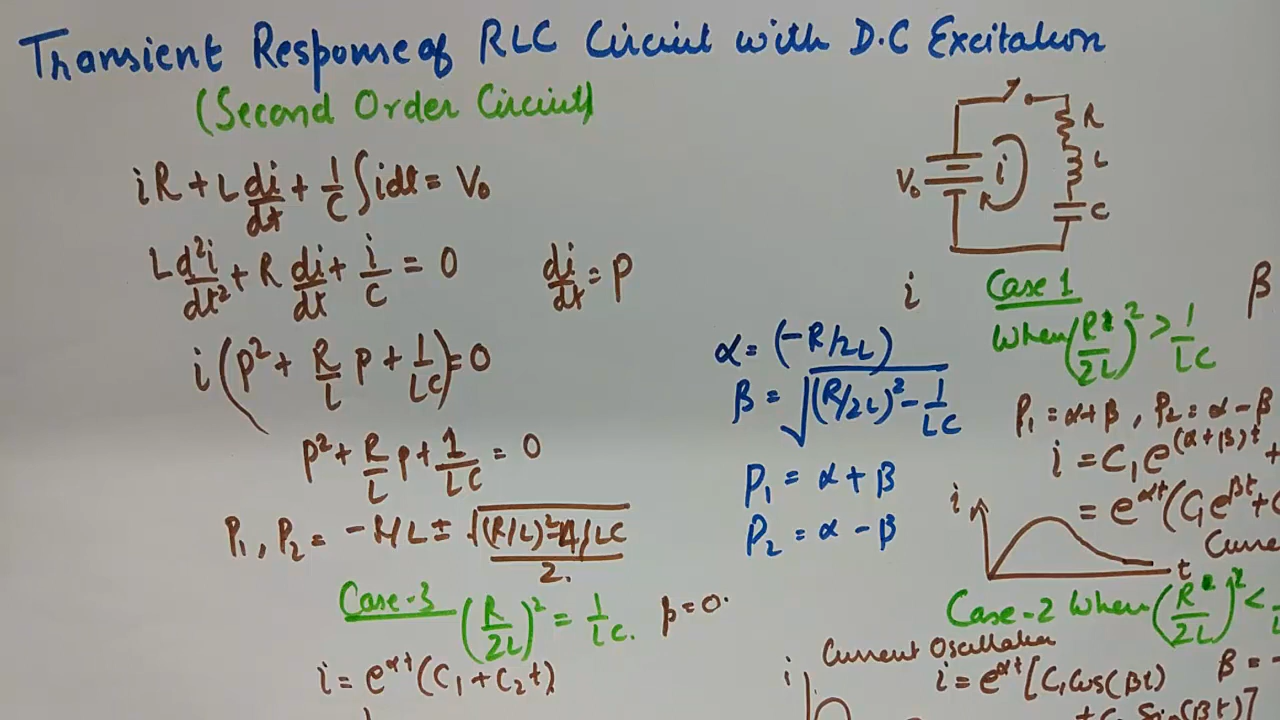 Transient Response of RLC Circuit with D.C Excitation
(Second Order Circuit)
iR + L di/dt + 1/C ∫ i dt = V₀
L d²i/dt² + R di/dt + i/C = 0
di/dt = p
i (p² + R/L p + 1/LC) = 0
p² + R/L p + 1/LC = 0
P₁, P₂ = -R/L ± √((R/L)² - 4/LC) / 2.
Case-3 (R/2L)² = 1/LC. β = 0.
i = e^αt (C₁ + C₂t)
α = (-R/2L)
β = √((R/2L)² - 1/LC)
P₁ = α + β
P₂ = α - β
V₀
i
R
L
C
i
β
Case 1
When (R/2L)² > 1/LC
P₁ = α + β, P₂ = α - β
i = C₁e^(α+β)t +
= e^αt (C₁e^βt +
i
t
Case-2 When (R/2L)² <
Current Oscillation
β = -
i
i = e^αt [C₁ Cos(βt)
Sin(βt)]